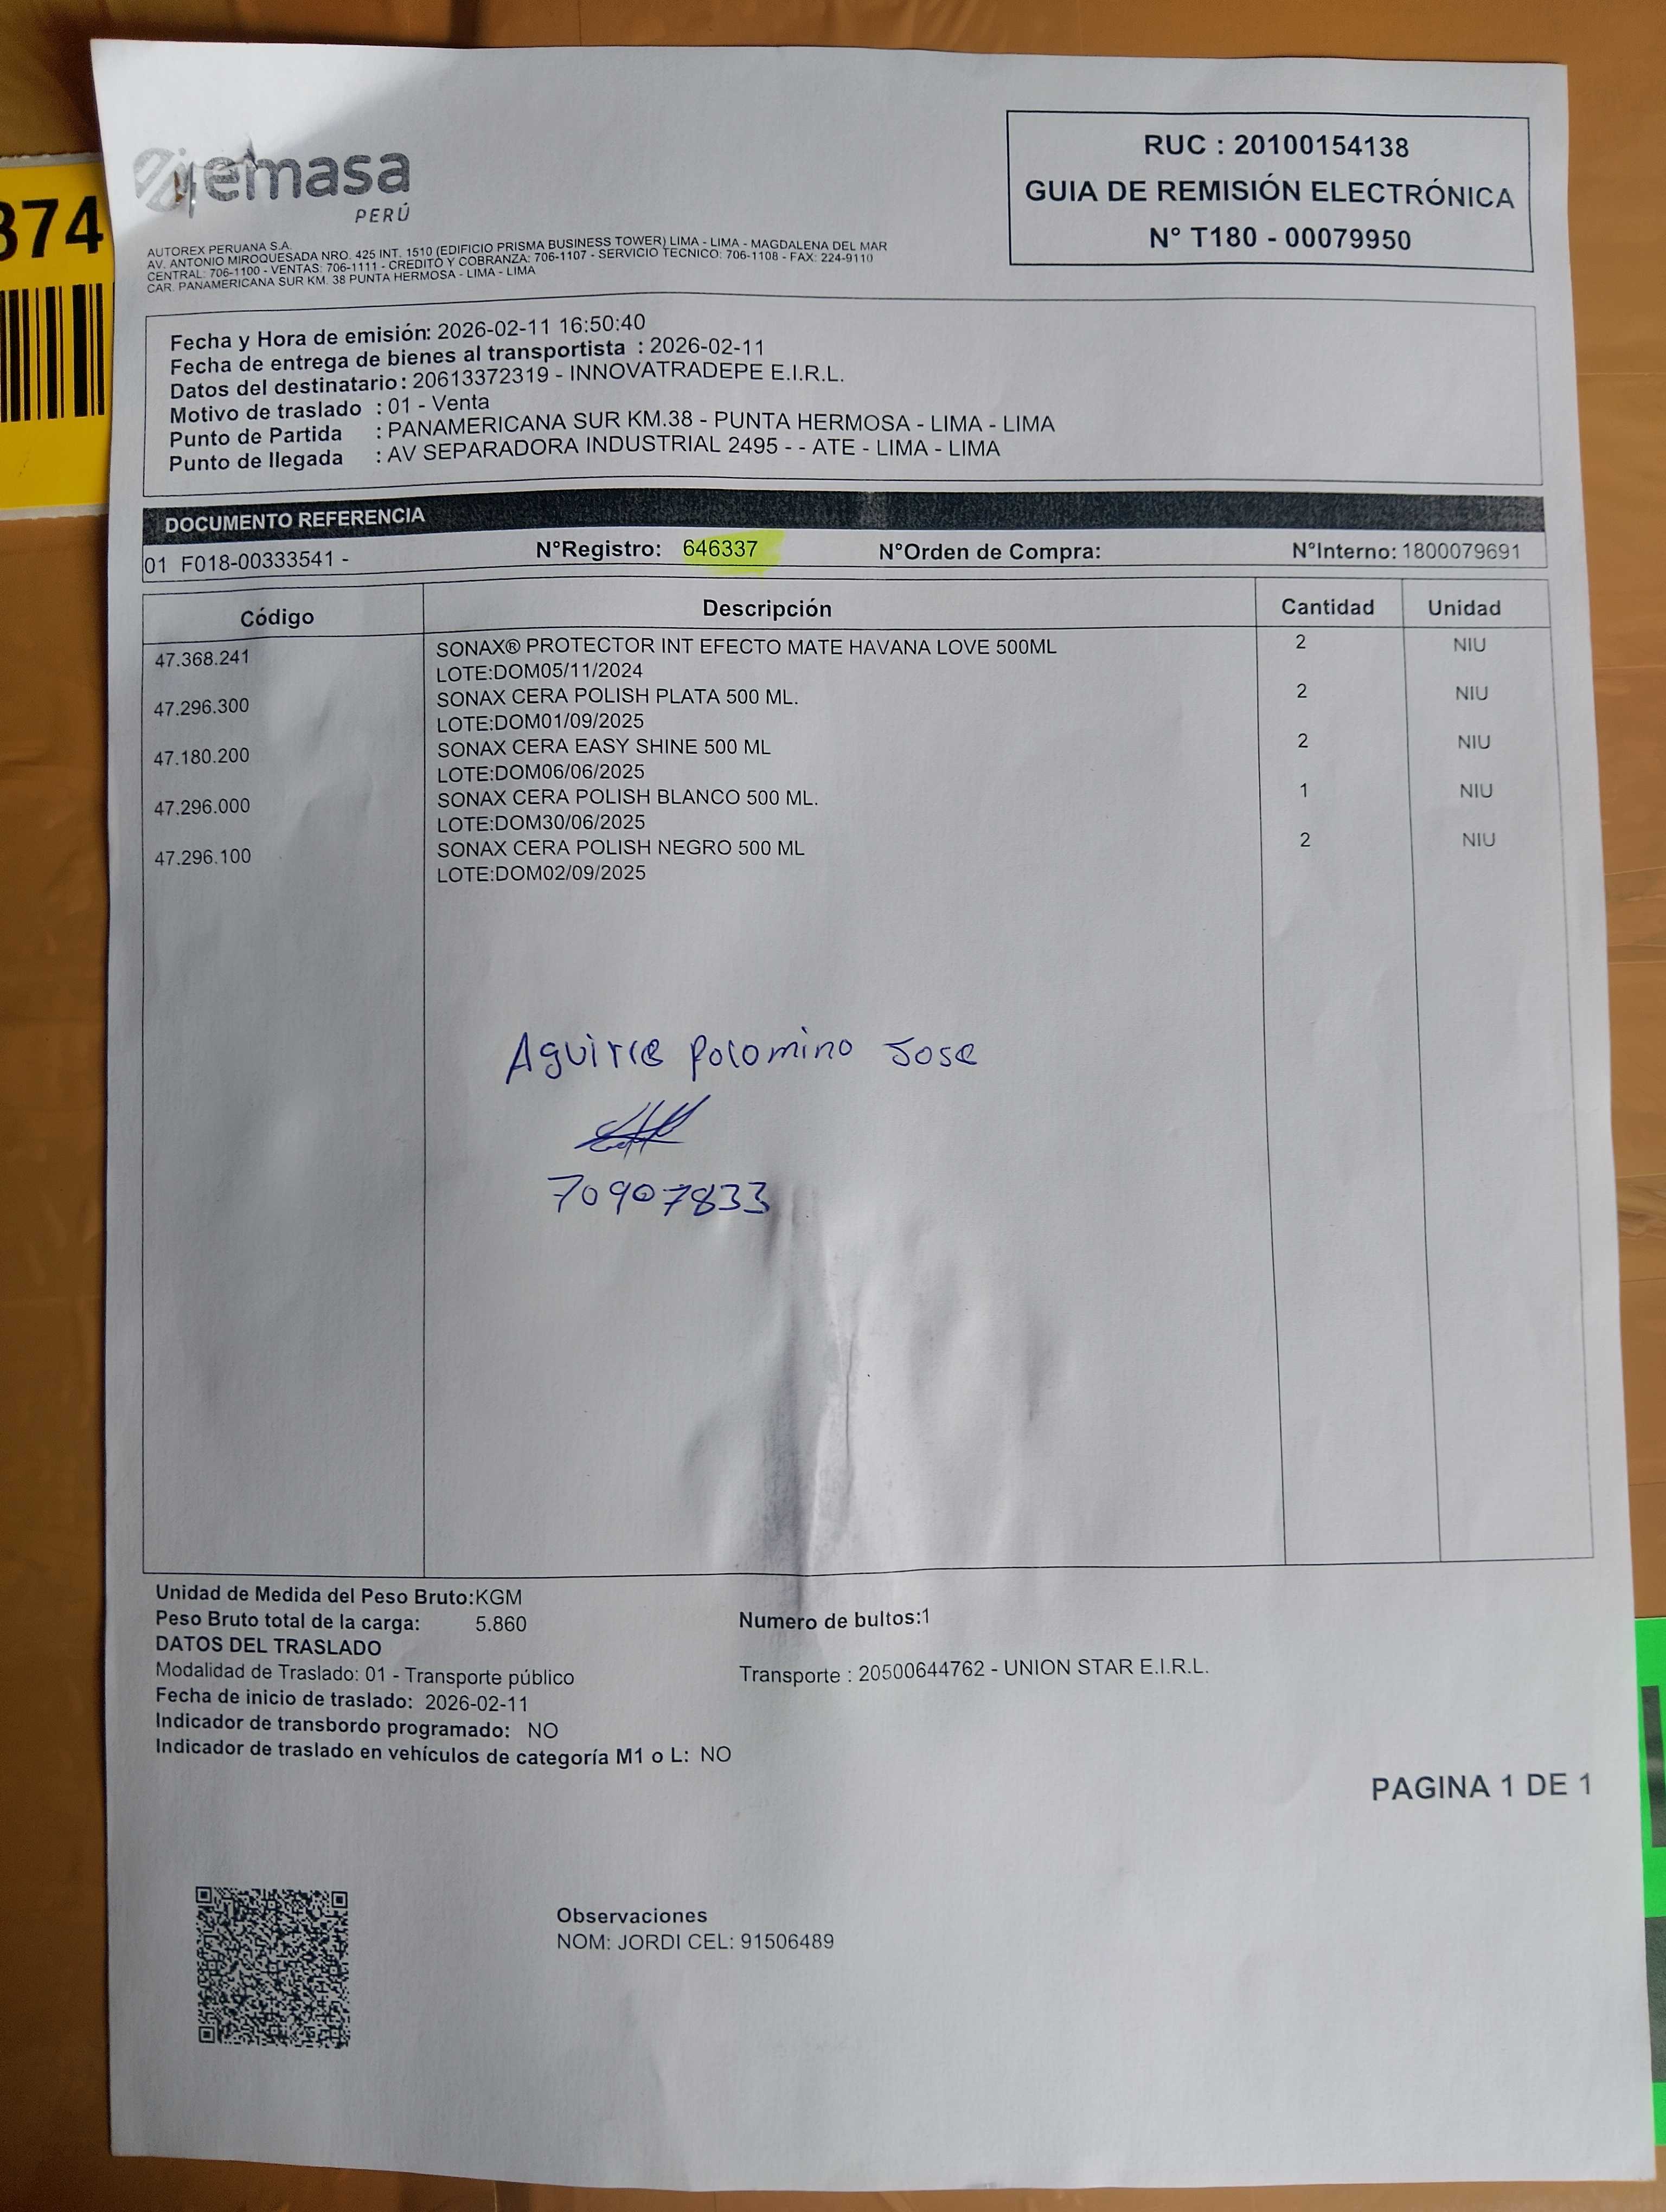 374
emasa
PERÚ
RUC : 20100154138
GUIA DE REMISIÓN ELECTRÓNICA
N° T180 - 00079950
AUTOREX PERUANA S.A.
AV. ANTONIO MIROQUESADA NRO. 425 INT. 1510 (EDIFICIO PRISMA BUSINESS TOWER) LIMA - LIMA - MAGDALENA DEL MAR
CENTRAL: 706-1100 - VENTAS: 706-1111 - CREDITO Y COBRANZA: 706-1107 - SERVICIO TECNICO: 706-1108 - FAX: 224-9110
CAR. PANAMERICANA SUR KM. 38 PUNTA HERMOSA - LIMA - LIMA
Fecha y Hora de emisión: 2026-02-11 16:50:40
Fecha de entrega de bienes al transportista : 2026-02-11
Datos del destinatario: 20613372319 - INNOVATRADEPE E.I.R.L.
Motivo de traslado : 01 - Venta
Punto de Partida : PANAMERICANA SUR KM.38 - PUNTA HERMOSA - LIMA - LIMA
Punto de llegada : AV SEPARADORA INDUSTRIAL 2495 - - ATE - LIMA - LIMA
DOCUMENTO REFERENCIA
01 F018-00333541 - N°Registro: 646337 N°Orden de Compra: N°Interno: 1800079691
Código Descripción Cantidad Unidad
47.368.241 SONAX® PROTECTOR INT EFECTO MATE HAVANA LOVE 500ML 2 NIU
LOTE:DOM05/11/2024
47.296.300 SONAX CERA POLISH PLATA 500 ML. 2 NIU
LOTE:DOM01/09/2025
47.180.200 SONAX CERA EASY SHINE 500 ML 2 NIU
LOTE:DOM06/06/2025
47.296.000 SONAX CERA POLISH BLANCO 500 ML. 1 NIU
LOTE:DOM30/06/2025
47.296.100 SONAX CERA POLISH NEGRO 500 ML 2 NIU
LOTE:DOM02/09/2025
Aguirre Polomino Jose
70907833
Unidad de Medida del Peso Bruto:KGM
Peso Bruto total de la carga: 5.860 Numero de bultos:1
DATOS DEL TRASLADO
Modalidad de Traslado: 01 - Transporte público Transporte : 20500644762 - UNION STAR E.I.R.L.
Fecha de inicio de traslado: 2026-02-11
Indicador de transbordo programado: NO
Indicador de traslado en vehículos de categoría M1 o L: NO
PAGINA 1 DE 1
Observaciones
NOM: JORDI CEL: 91506489